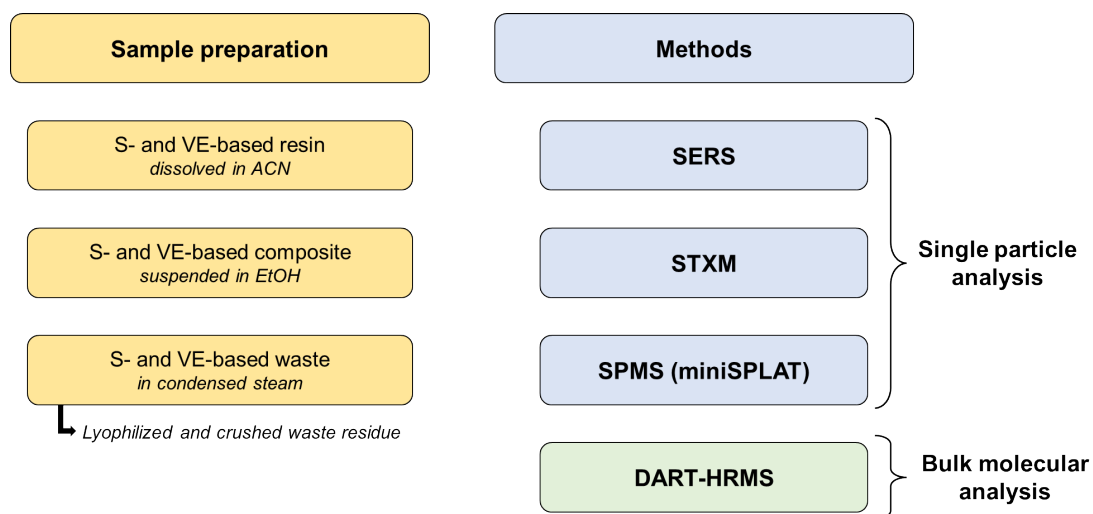 Sample preparation
S- and VE-based resin
dissolved in ACN
S- and VE-based composite
suspended in EtOH
S- and VE-based waste
in condensed steam
Lyophilized and crushed waste residue
Methods
SERS
STXM
SPMS (miniSPLAT)
DART-HRMS
Single particle
analysis
Bulk molecular
analysis